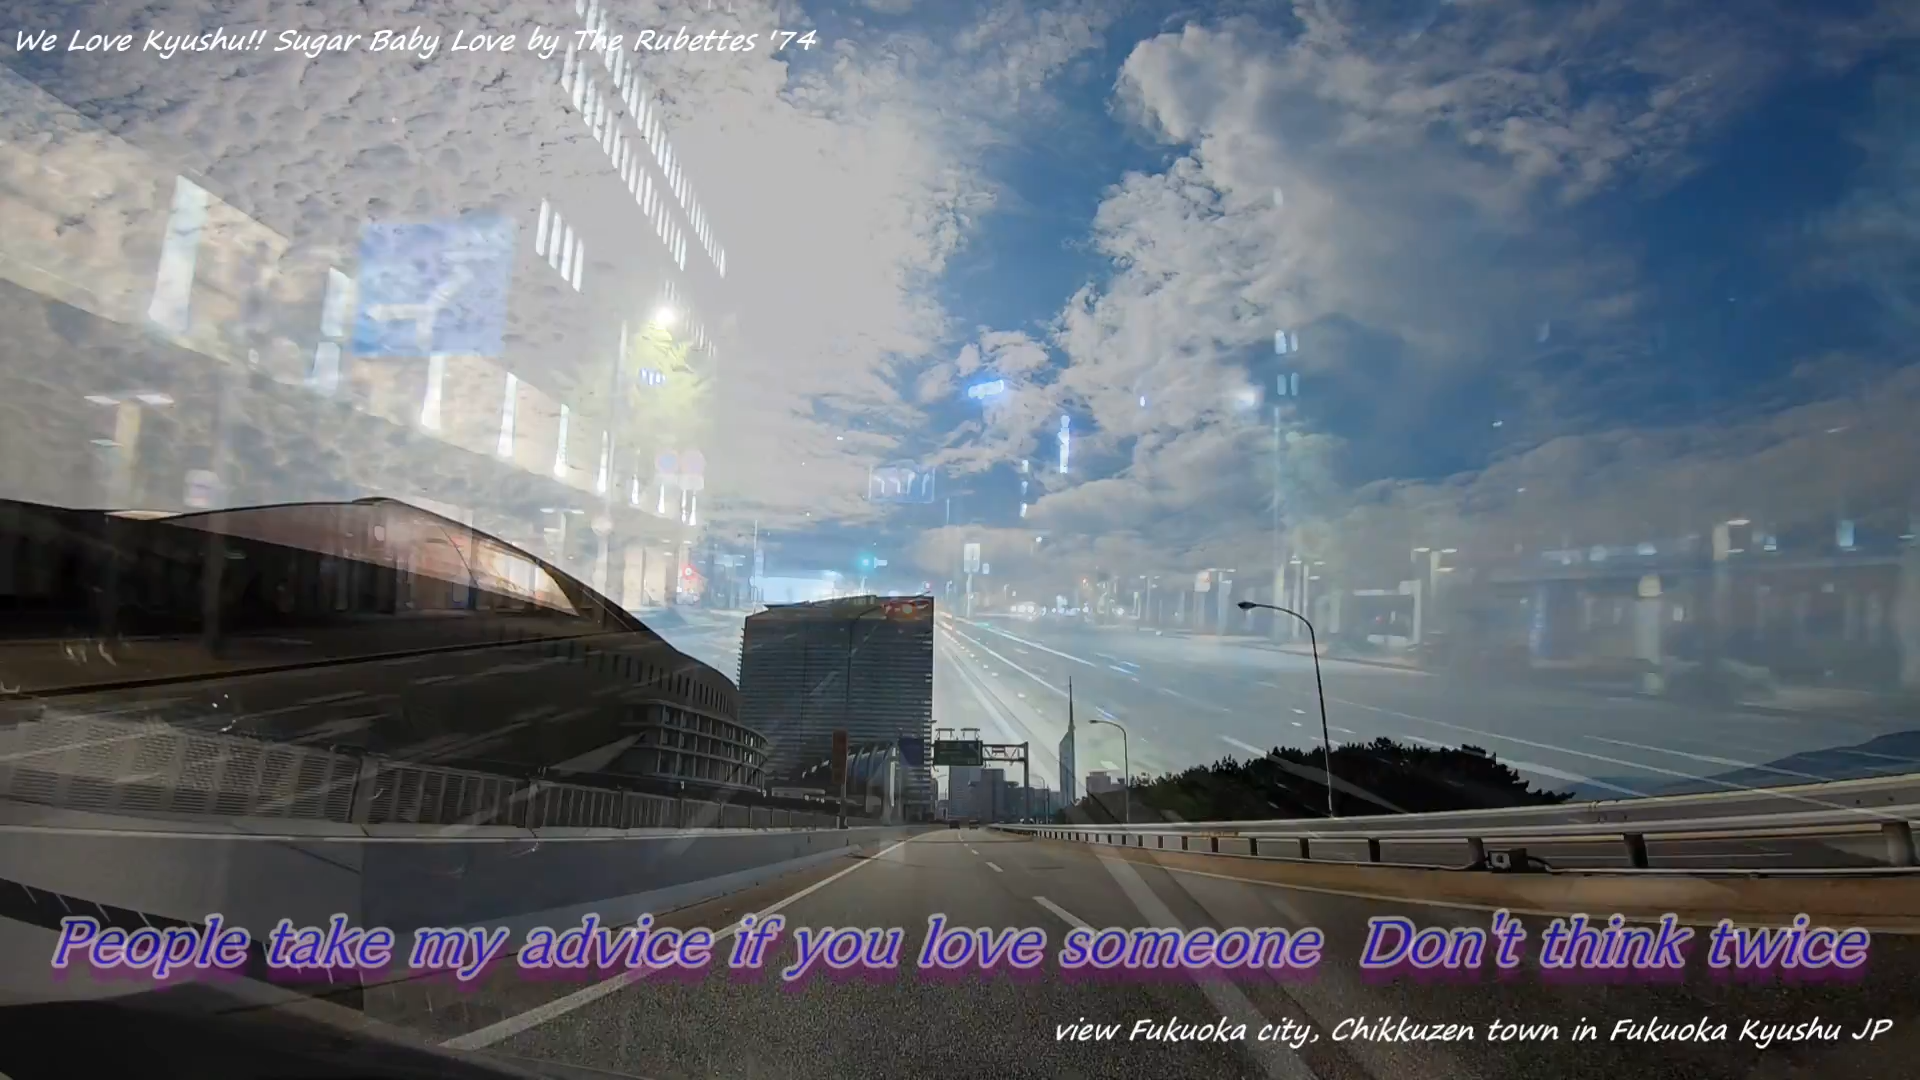 We Love Kyushu!! Sugar Baby Love by The Rubettes '74
People take my advice if you love someone Don't think twice
view Fukuoka city, Chikkuzen town in Fukuoka Kyushu JP